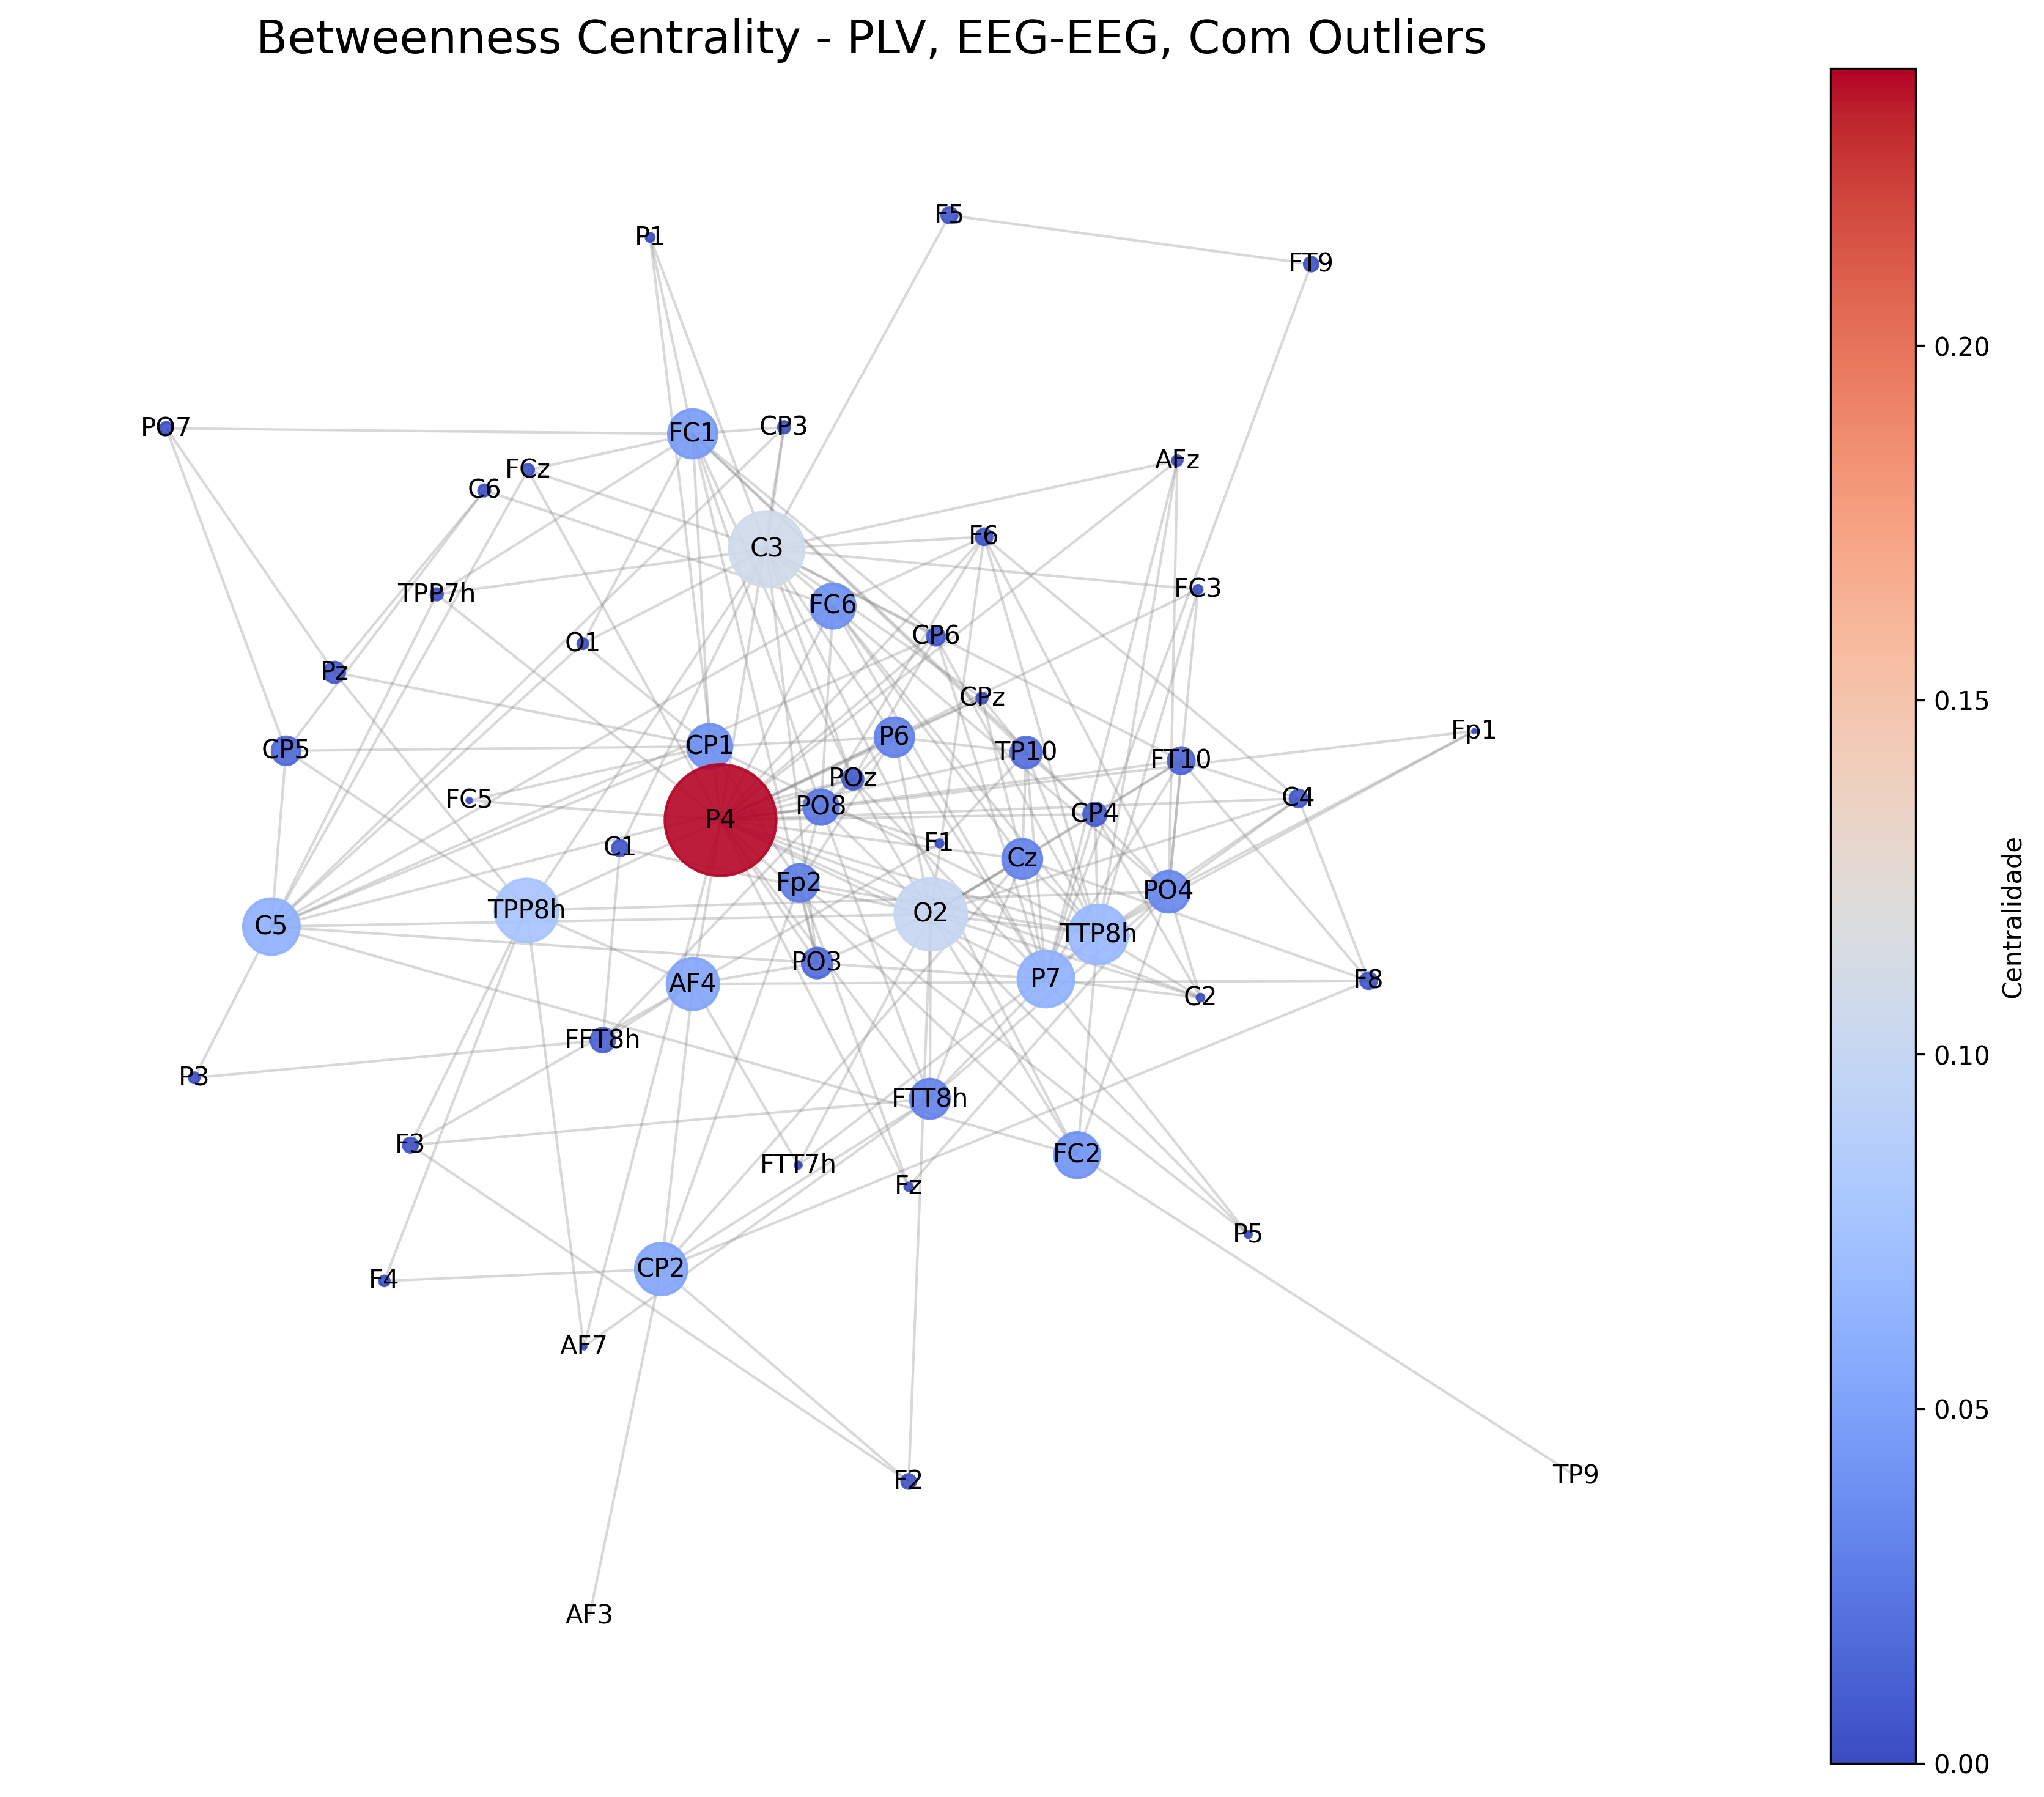 Betweenness Centrality - PLV, EEG-EEG, Com Outliers
F5
P1
FT9
0.20
PO7
FC1
CP3
FCz
AFz
C6
F6
C3
FC3
TPP7h
FC6
O1
CP6
Pz
CPz
0.15
Fp1
P6
CP1
CP5
TP10
FT10
POz
FC5
PO8
C4
P4
CP4
C1
F1
Cz
Fp2
PO4
TPP8h
O2
C5
TTP8h
Centralidade
PO3
P7
AF4
F8
C2
FFT8h
0.10
P3
FTT8h
F3
FC2
FTT7h
Fz
P5
CP2
F4
AF7
0.05
TP9
F2
AF3
0.00